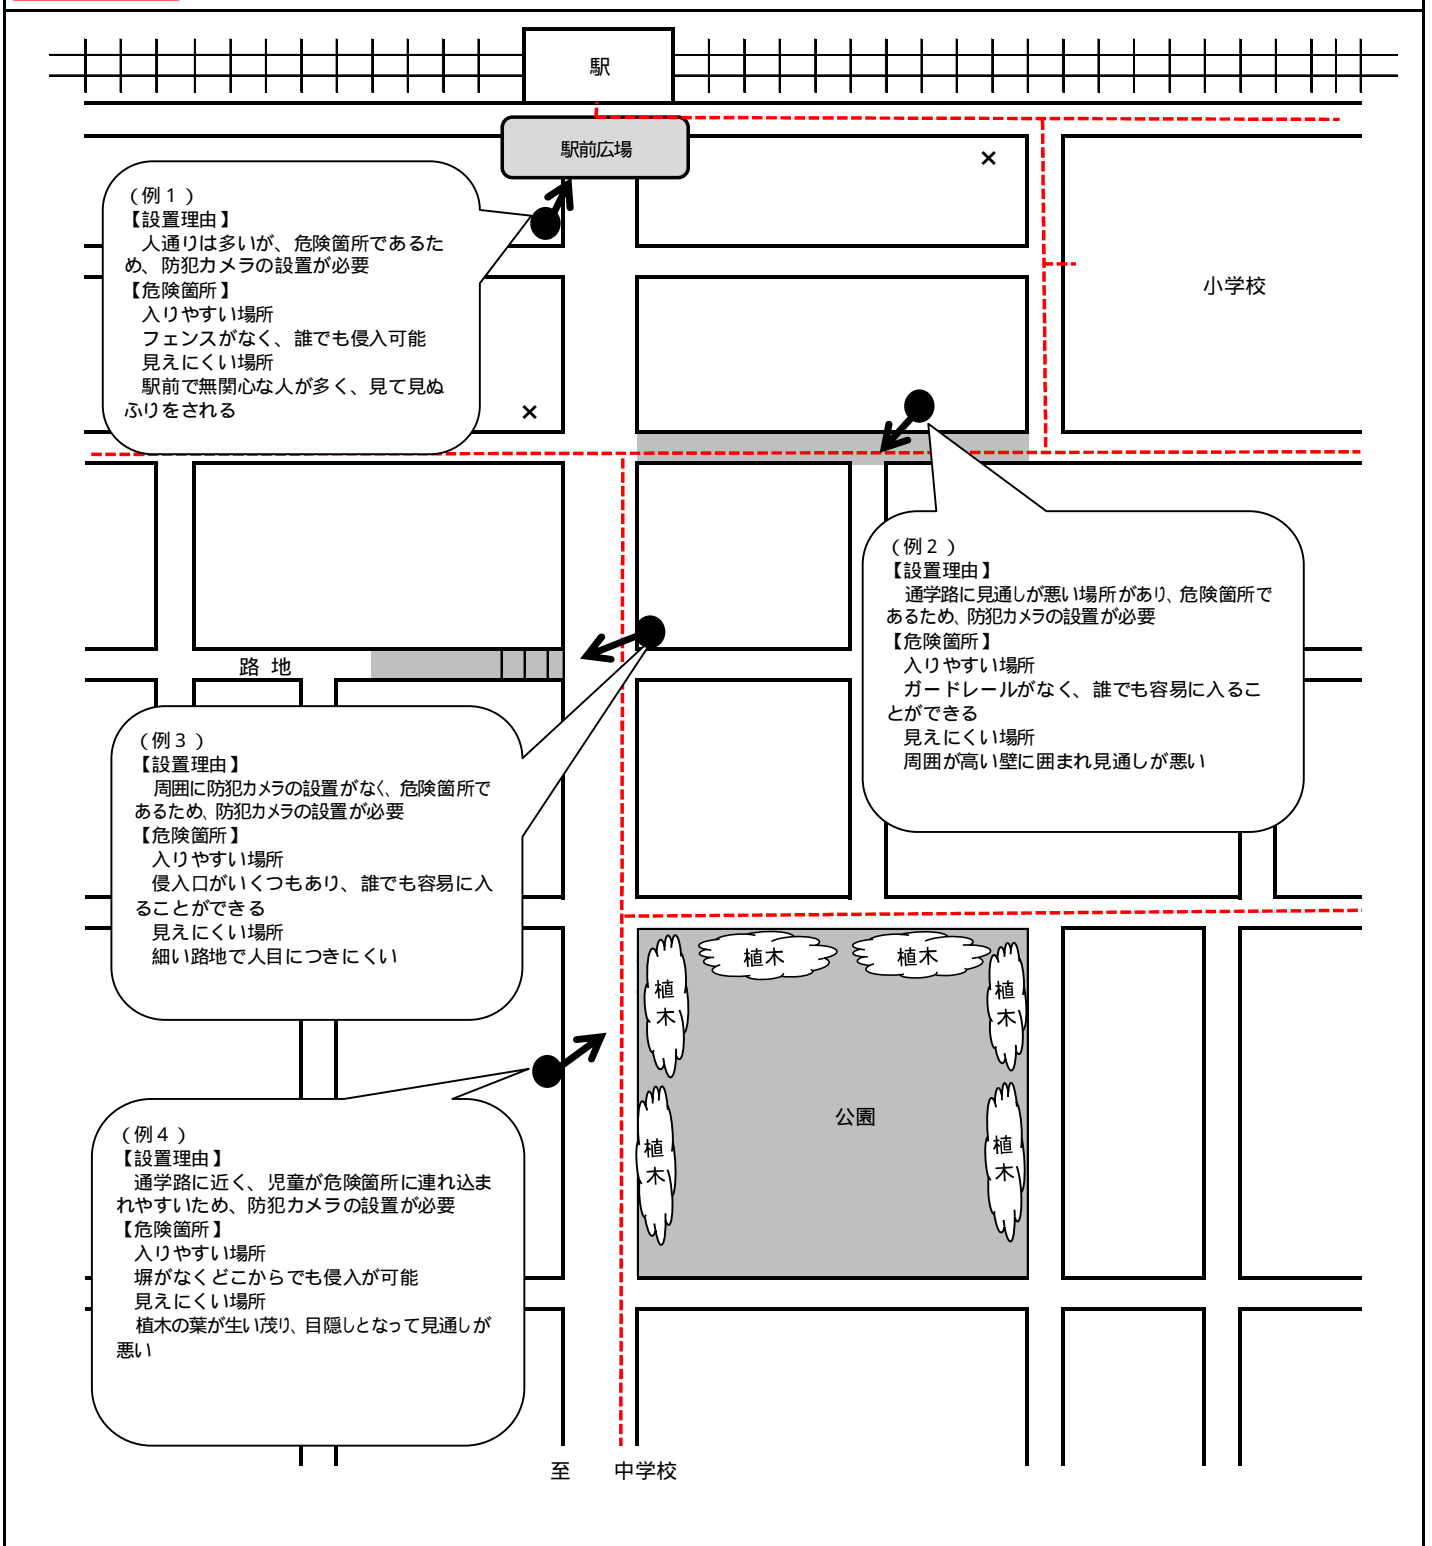 駅
駅前広場
×
(例1)
【設置理由】
人通りは多いが、危険箇所であるた
め、防犯カメラの設置が必要
【危険箇所】
入りやすい場所
フェンスがなく、誰でも侵入可能
見えにくい場所
駅前で無関心な人が多く、見て見ぬ
ふりをされる
小学校
×
(例2)
【設置理由】
通学路に見通しが悪い場所があり、危険箇所で
あるため、防犯カメラの設置が必要
【危険箇所】
入りやすい場所
ガードレールがなく、誰でも容易に入るこ
とができる
見えにくい場所
周囲が高い壁に囲まれ見通しが悪い
路 地
(例3)
【設置理由】
周囲に防犯カメラの設置がなく、危険箇所で
あるため、防犯カメラの設置が必要
【危険箇所】
入りやすい場所
侵入口がいくつもあり、誰でも容易に入
ることができる
見えにくい場所
細い路地で人目につきにくい
植木
植木
植木
植木
公園
植木
植木
(例4)
【設置理由】
通学路に近く、児童が危険箇所に連れ込ま
れやすいため、防犯カメラの設置が必要
【危険箇所】
入りやすい場所
塀がなくどこからでも侵入が可能
見えにくい場所
植木の葉が生い茂り、目隠しとなって見通しが
悪い
至 中学校